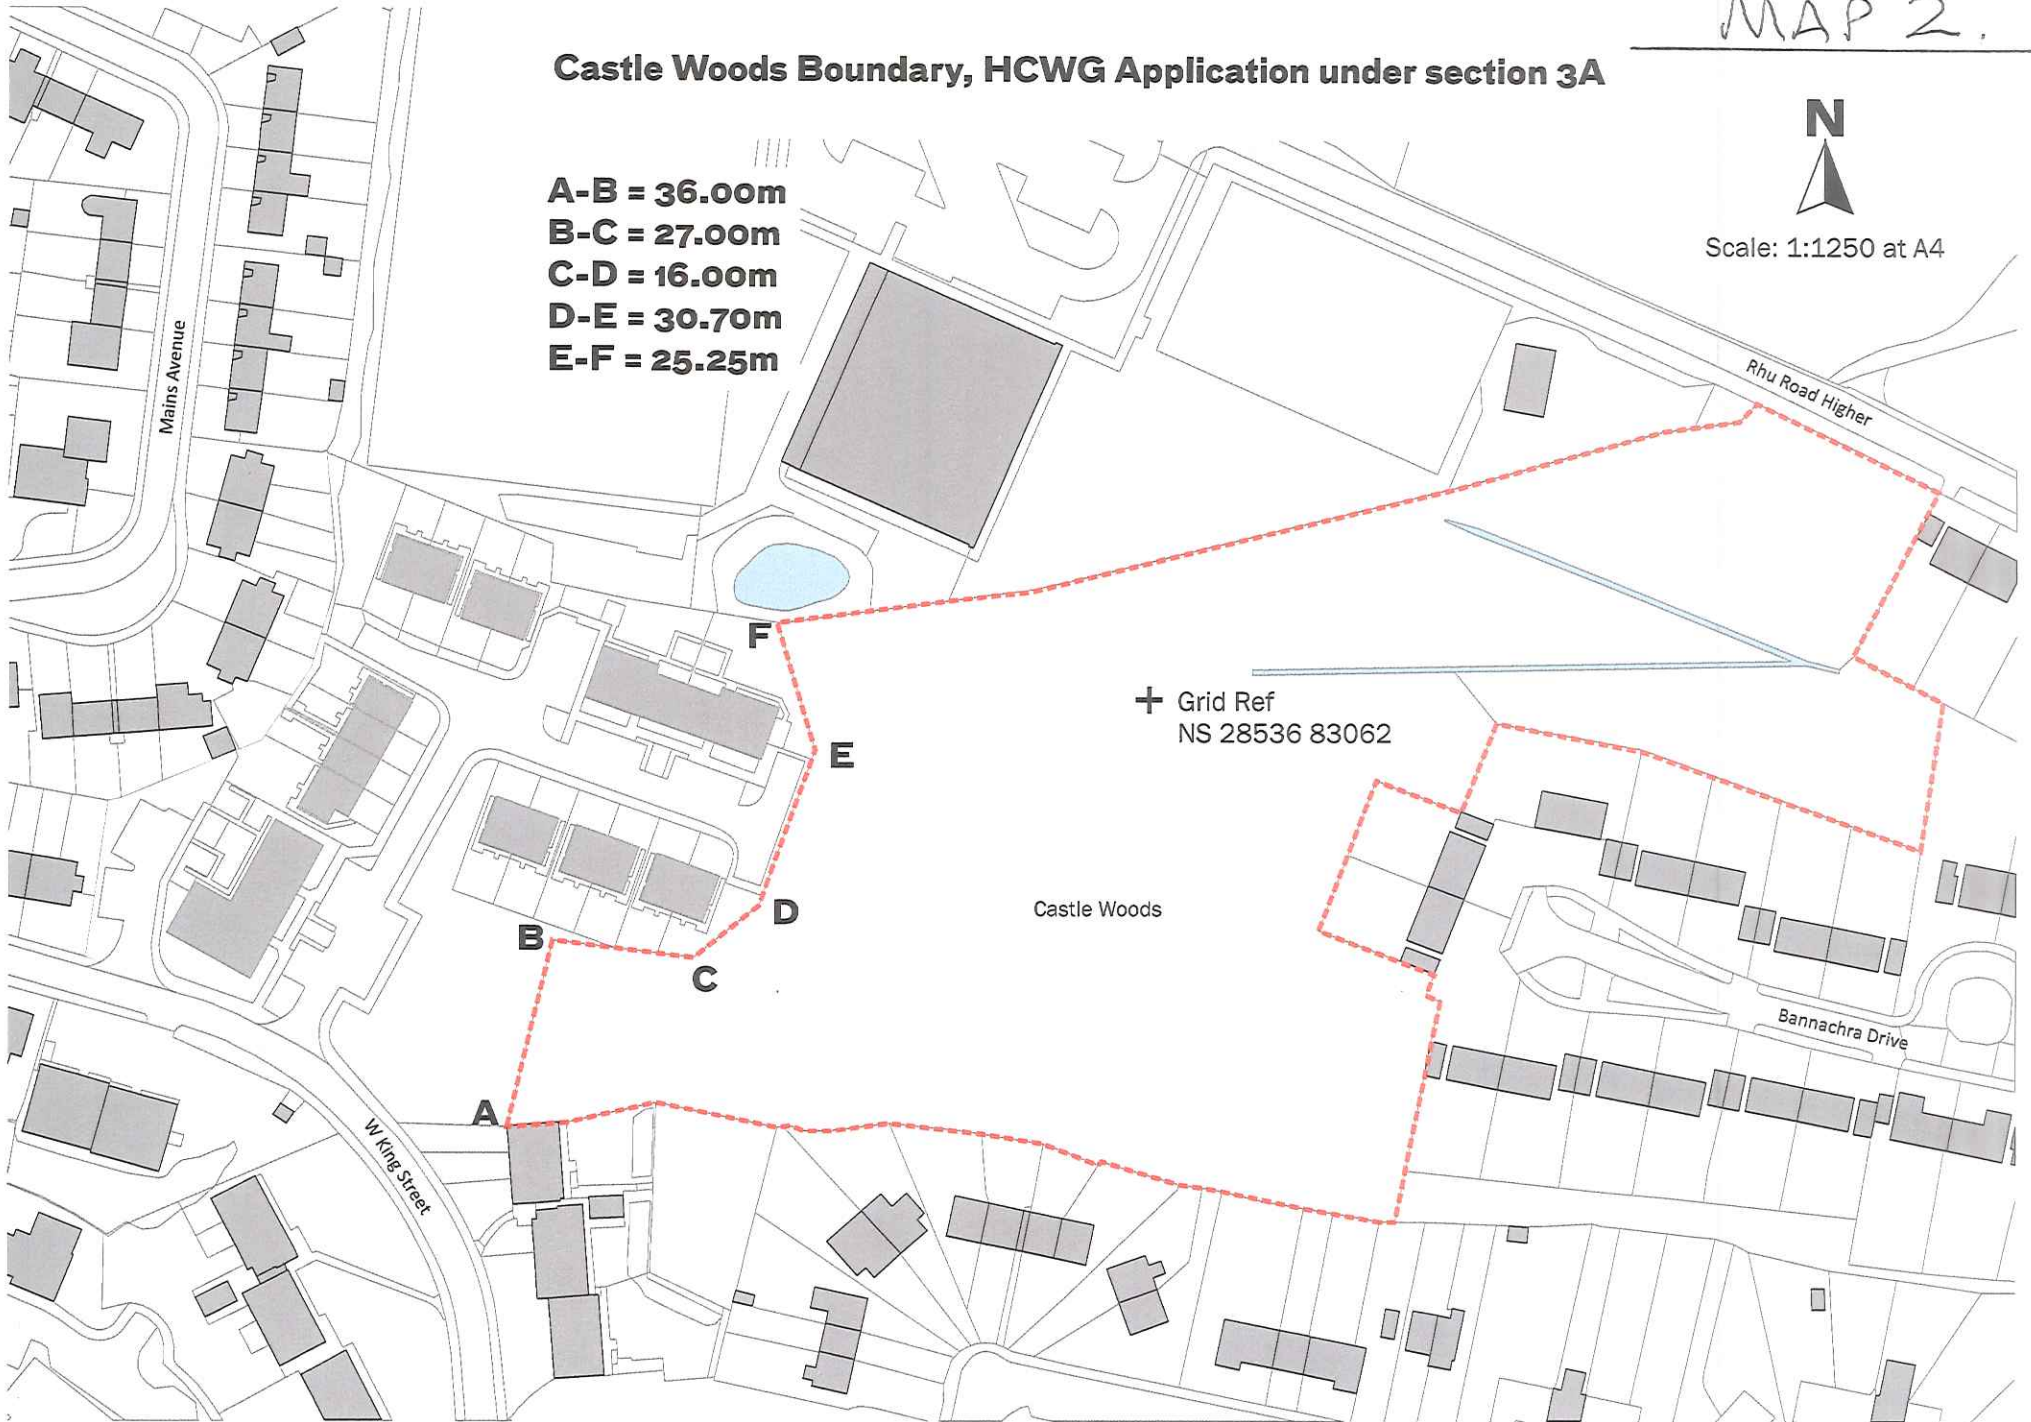 MAP 2.
Castle Woods Boundary, HCWG Application under section 3A
N
Scale: 1:1250 at A4
A-B = 36.00m
B-C = 27.00m
C-D = 16.00m
D-E = 30.70m
E-F = 25.25m
Mains Avenue
Rhu Road Higher
F
E
Grid Ref
NS 28536 83062
D
Castle Woods
B
C
Bannachra Drive
A
W King Street